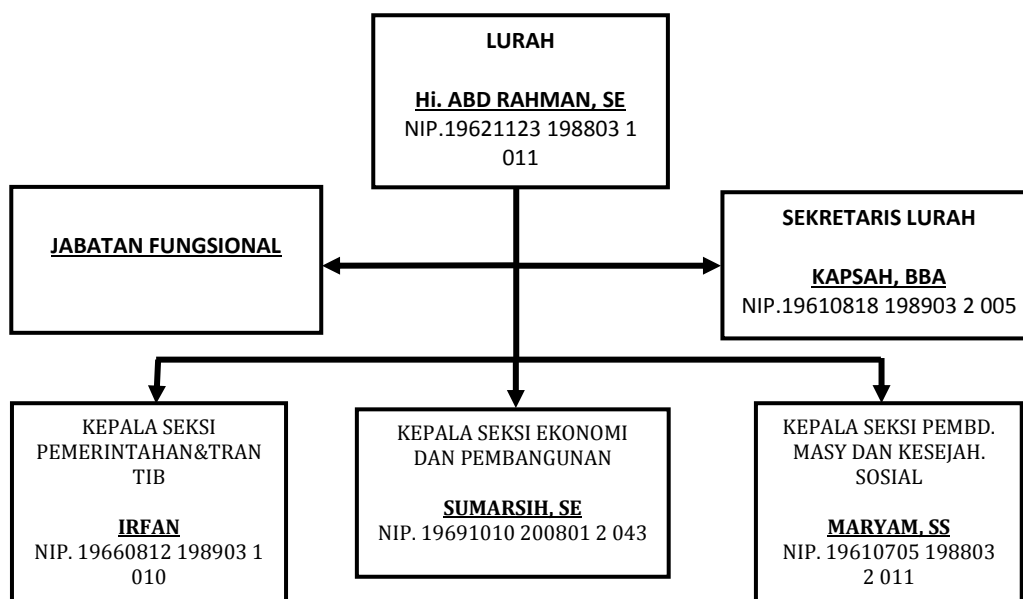 LURAH
Hi. ABD RAHMAN, SE
NIP.19621123 198803 1
011
JABATAN FUNGSIONAL
SEKRETARIS LURAH
KAPSAH, BBA
NIP.19610818 198903 2 005
KEPALA SEKSI
PEMERINTAHAN&TRAN
TIB
IRFAN
NIP. 19660812 198903 1
010
KEPALA SEKSI EKONOMI
DAN PEMBANGUNAN
SUMARSIH, SE
NIP. 19691010 200801 2 043
KEPALA SEKSI PEMBD.
MASY DAN KESEJAH.
SOSIAL
MARYAM, SS
NIP. 19610705 198803
2 011